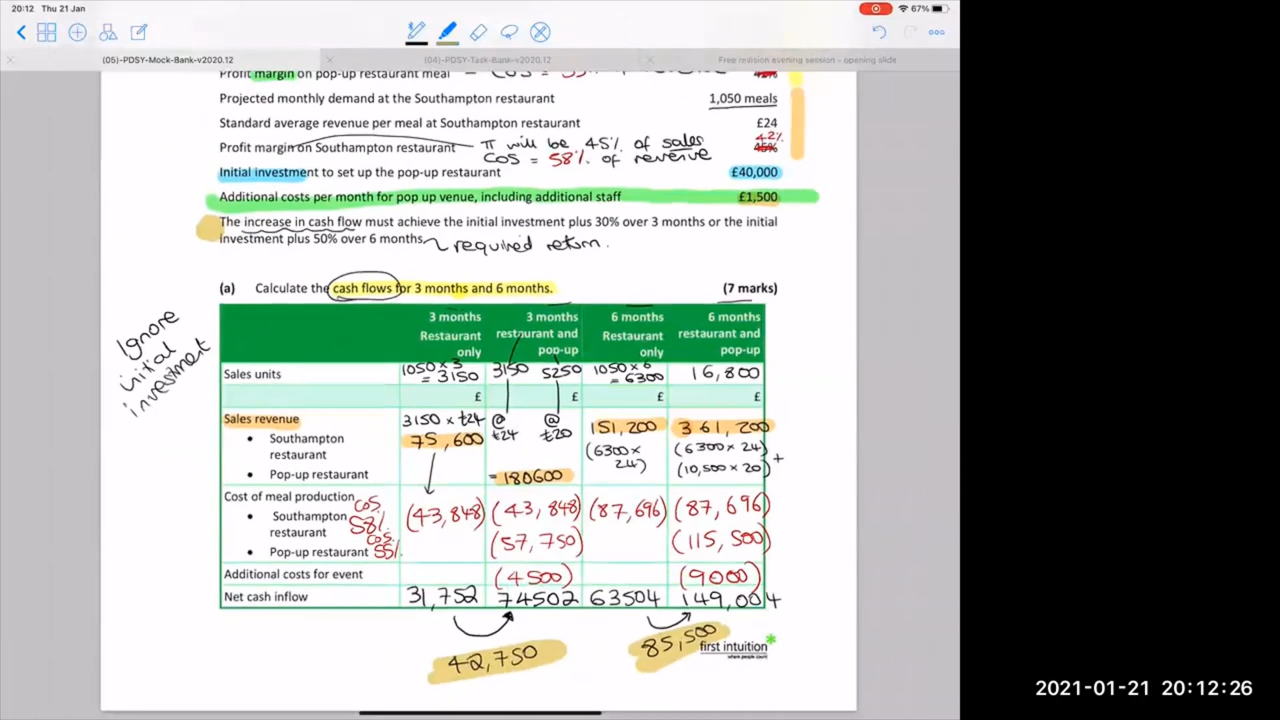 20:12 Thu 21 Jan
67%
(05)-PDSY-Mock-Bank-v2020.12
(04)-PDSY-Task-Bank-v2020.12
Free revision evening session - opening slide
Profit margin on pop-up restaurant meal
Projected monthly demand at the Southampton restaurant 1,050 meals
Standard average revenue per meal at Southampton restaurant £24
Profit margin on Southampton restaurant π will be 45% of sales 42% 45%
COS = 58% of revenue
Initial investment to set up the pop-up restaurant £40,000
Additional costs per month for pop up venue, including additional staff £1,500
The increase in cash flow must achieve the initial investment plus 30% over 3 months or the initial
investment plus 50% over 6 months. required return.
(a) Calculate the cash flows for 3 months and 6 months. (7 marks)
Ignore
initial
investment
3 months Restaurant only
3 months restaurant and pop-up
6 months Restaurant only
6 months restaurant and pop-up
Sales units 1050 x 3 = 3150 3150 5250 1050 x 6 = 6300 16,800
£ £ £ £
Sales revenue 3150 x £24 @ £24 @ £20 151,200 361,200
• Southampton restaurant 75,600 (6300 x 24) (6300 x 24) +
• Pop-up restaurant = 180600 (10,500 x 20)
Cost of meal production
• Southampton restaurant COS 58% (43,848) (43,848) (87,696) (87,696)
• Pop-up restaurant COS 55% (57,750) (115,500)
Additional costs for event (4500) (9000)
Net cash inflow 31,752 74502 63504 149,004
42,750 85,500
first intuition
where people count
2021-01-21 20:12:26